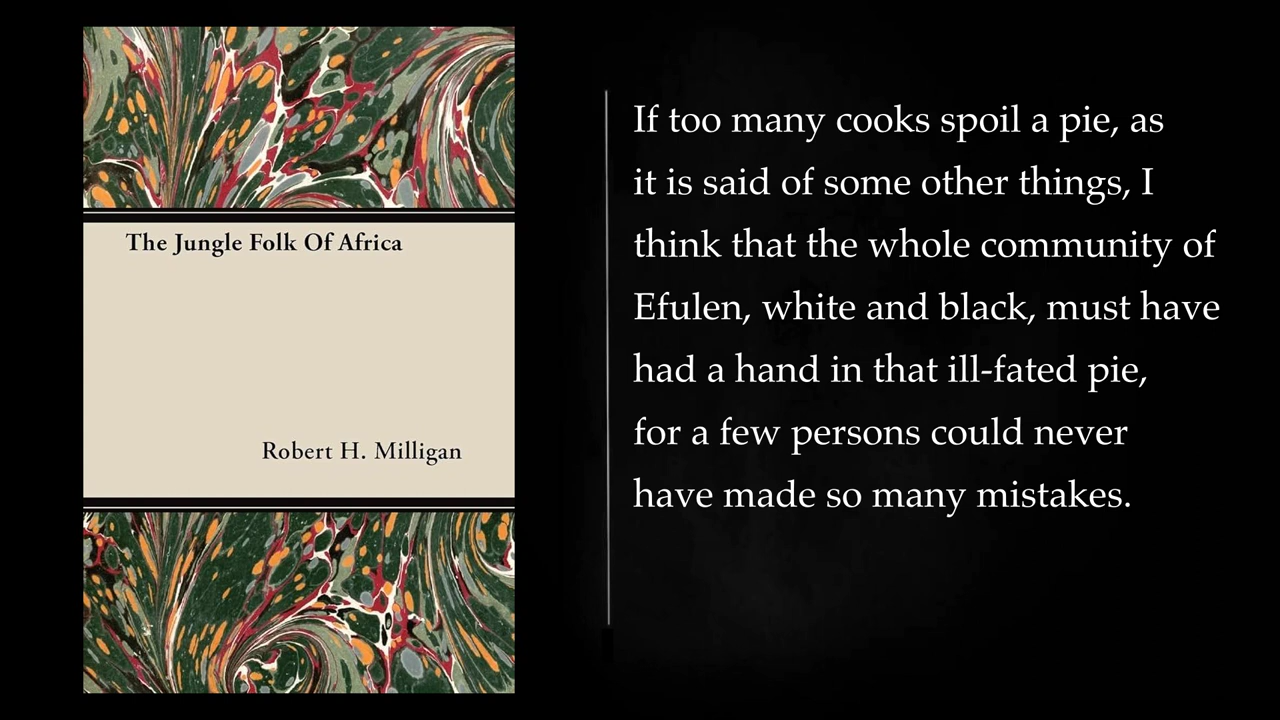 The Jungle Folk Of Africa
Robert H. Milligan
If too many cooks spoil a pie, as
it is said of some other things, I
think that the whole community of
Efulen, white and black, must have
had a hand in that ill-fated pie,
for a few persons could never
have made so many mistakes.